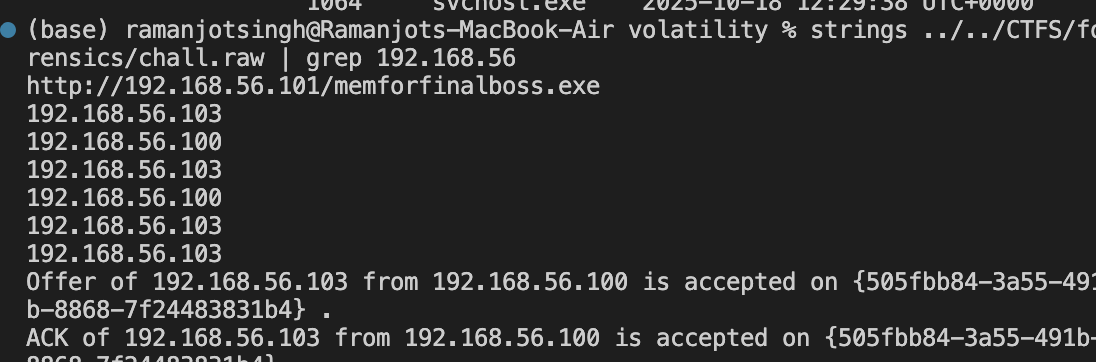 1064 svchost.exe 2025-10-18 12:29:38 UTC+0000
(base) ramanjotsingh@Ramanjots-MacBook-Air volatility % strings ../../CTFS/fo
rensics/chall.raw | grep 192.168.56
http://192.168.56.101/memforfinalboss.exe
192.168.56.103
192.168.56.100
192.168.56.103
192.168.56.100
192.168.56.103
192.168.56.103
Offer of 192.168.56.103 from 192.168.56.100 is accepted on {505fbb84-3a55-491
b-8868-7f24483831b4} .
ACK of 192.168.56.103 from 192.168.56.100 is accepted on {505fbb84-3a55-491b-
8868-7f24483831b4}